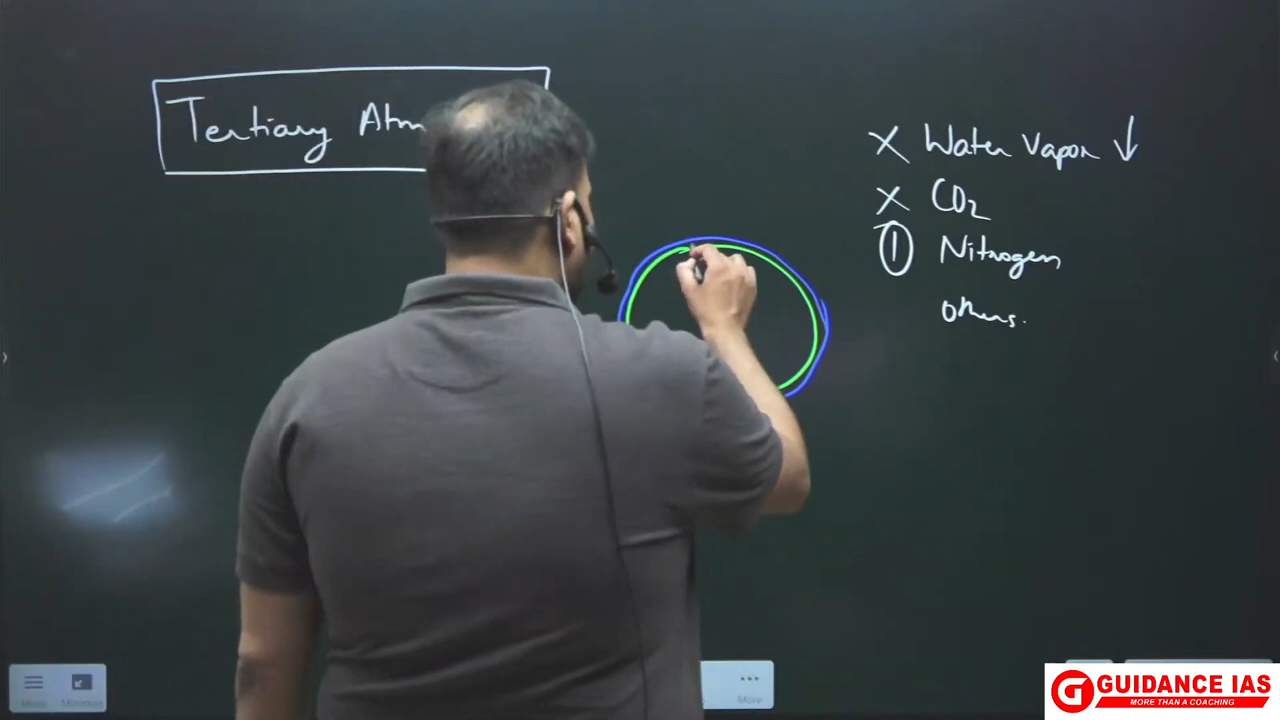 Tertiary Atm
X Water Vapor ↓
X CO2
① Nitrogen
others.
More
G GUIDANCE IAS
MORE THAN A COACHING